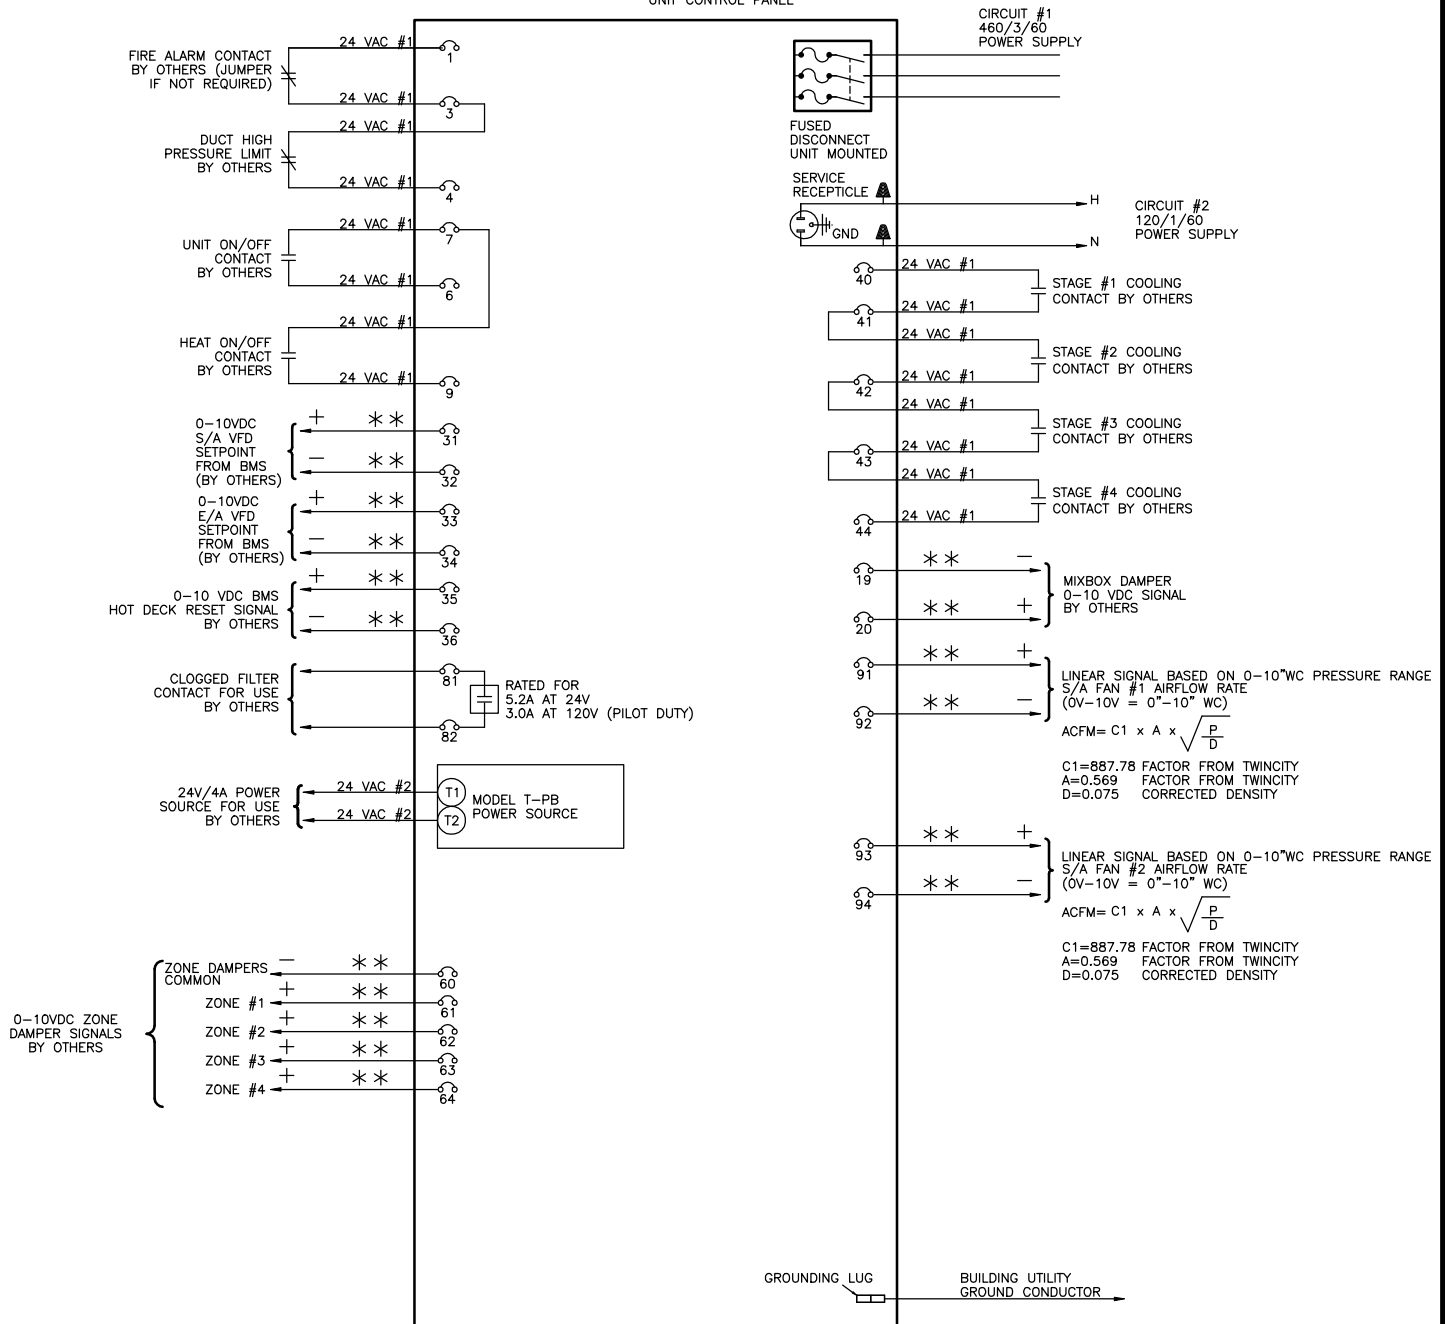 UNIT CONTROL PANEL
CIRCUIT #1
460/3/60
POWER SUPPLY
FIRE ALARM CONTACT
BY OTHERS (JUMPER
IF NOT REQUIRED)
24 VAC #1
1
24 VAC #1
3
24 VAC #1
DUCT HIGH
PRESSURE LIMIT
BY OTHERS
24 VAC #1
4
24 VAC #1
7
UNIT ON/OFF
CONTACT
BY OTHERS
24 VAC #1
6
24 VAC #1
HEAT ON/OFF
CONTACT
BY OTHERS
24 VAC #1
9
0-10VDC
S/A VFD
SETPOINT
FROM BMS
(BY OTHERS)
+ **
31
- **
32
0-10VDC
E/A VFD
SETPOINT
FROM BMS
(BY OTHERS)
+ **
33
- **
34
0-10 VDC BMS
HOT DECK RESET SIGNAL
BY OTHERS
+ **
35
- **
36
CLOGGED FILTER
CONTACT FOR USE
BY OTHERS
81
82
RATED FOR
5.2A AT 24V
3.0A AT 120V (PILOT DUTY)
24V/4A POWER
SOURCE FOR USE
BY OTHERS
24 VAC #2
T1
24 VAC #2
T2
MODEL T-PB
POWER SOURCE
0-10VDC ZONE
DAMPER SIGNALS
BY OTHERS
ZONE DAMPERS
COMMON
- **
60
ZONE #1
+ **
61
ZONE #2
+ **
62
ZONE #3
+ **
63
ZONE #4
+ **
64
FUSED
DISCONNECT
UNIT MOUNTED
SERVICE
RECEPTICLE
GND
H
N
CIRCUIT #2
120/1/60
POWER SUPPLY
40
24 VAC #1
STAGE #1 COOLING
CONTACT BY OTHERS
41
24 VAC #1
24 VAC #1
STAGE #2 COOLING
CONTACT BY OTHERS
42
24 VAC #1
24 VAC #1
STAGE #3 COOLING
CONTACT BY OTHERS
43
24 VAC #1
24 VAC #1
STAGE #4 COOLING
CONTACT BY OTHERS
44
24 VAC #1
19
** -
20
** +
MIXBOX DAMPER
0-10 VDC SIGNAL
BY OTHERS
91
** +
92
** -
LINEAR SIGNAL BASED ON 0-10"WC PRESSURE RANGE
S/A FAN #1 AIRFLOW RATE
(0V-10V = 0"-10" WC)
ACFM= C1 x A x √P/D
C1=887.78 FACTOR FROM TWINCITY
A=0.569 FACTOR FROM TWINCITY
D=0.075 CORRECTED DENSITY
93
** +
94
** -
LINEAR SIGNAL BASED ON 0-10"WC PRESSURE RANGE
S/A FAN #2 AIRFLOW RATE
(0V-10V = 0"-10" WC)
ACFM= C1 x A x √P/D
C1=887.78 FACTOR FROM TWINCITY
A=0.569 FACTOR FROM TWINCITY
D=0.075 CORRECTED DENSITY
GROUNDING LUG
BUILDING UTILITY
GROUND CONDUCTOR